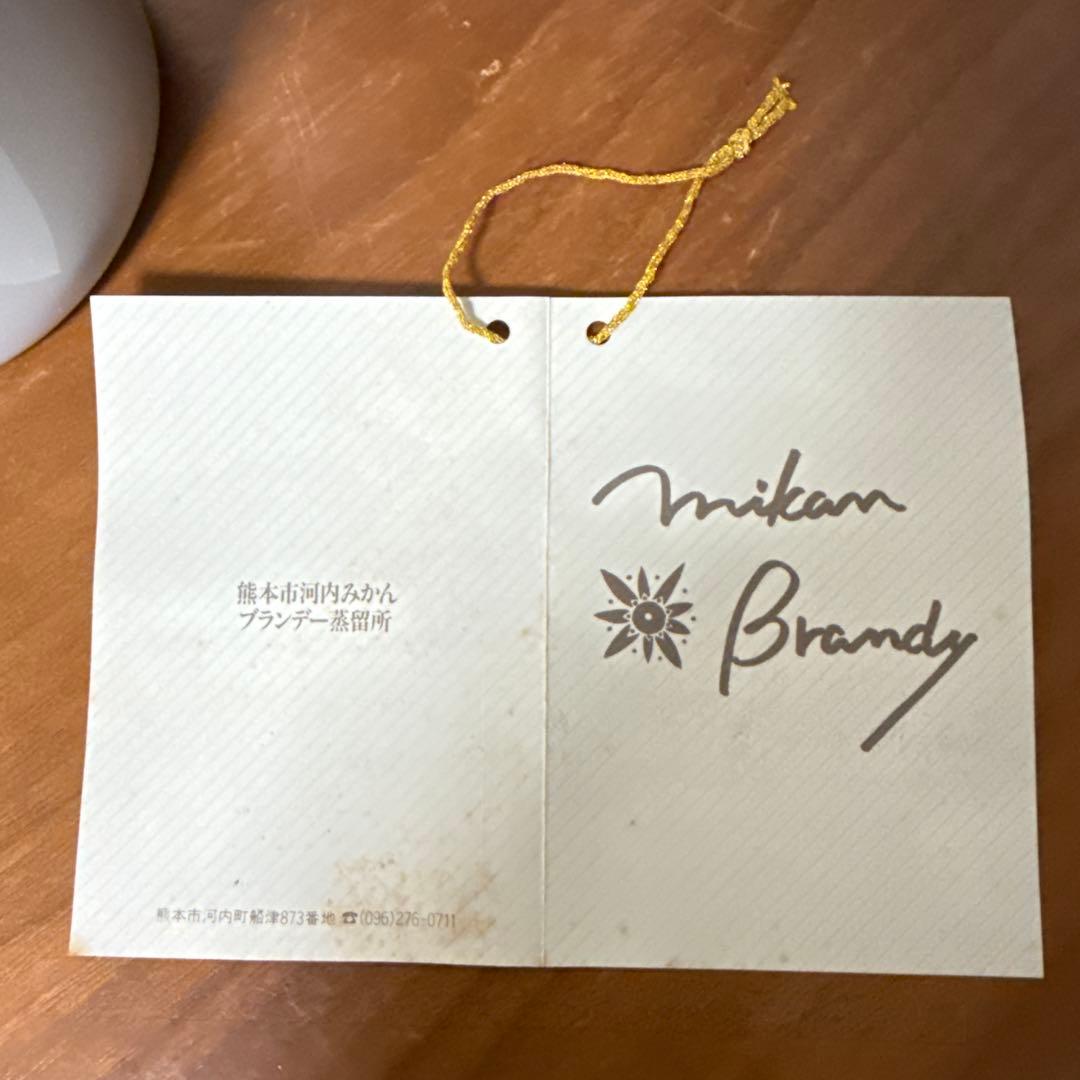 熊本市河内みかん
ブランデー蒸留所
熊本市河内町船津873番地 ☎(096)276-0711
mikan
Brandy